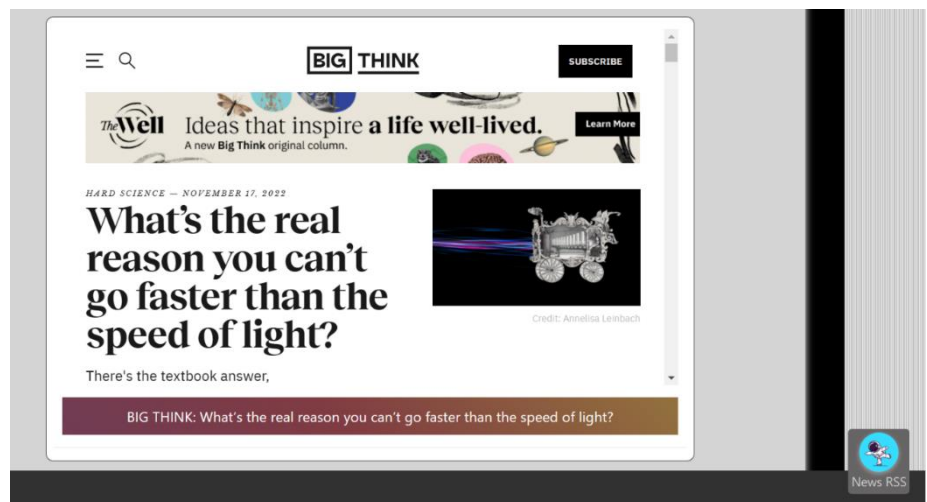 BIG THINK
SUBSCRIBE
The Well
Ideas that inspire a life well-lived.
A new Big Think original column.
Learn More
HARD SCIENCE — NOVEMBER 17, 2022
What's the real
reason you can't
go faster than the
speed of light?
Credit: Annelisa Leinbach
There's the textbook answer,
BIG THINK: What's the real reason you can't go faster than the speed of light?
News RSS